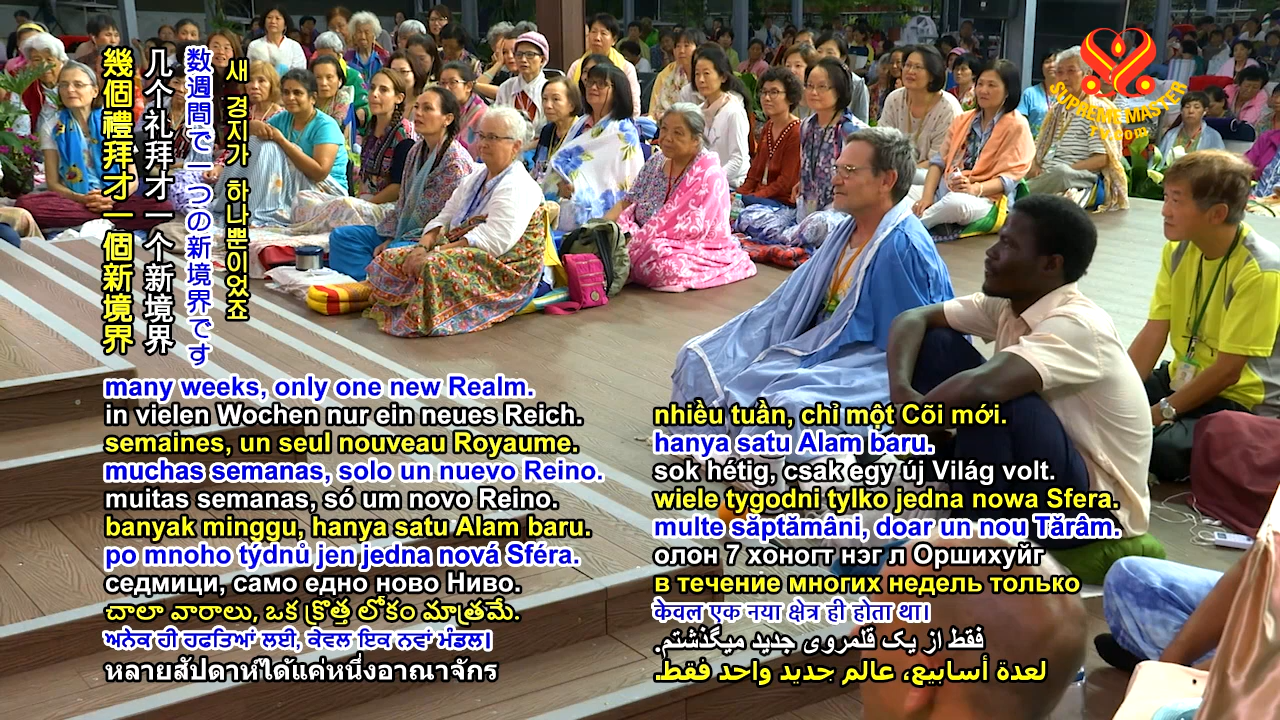 幾個禮拜才一個新境界
几个礼拜才一个新境界
数週間で一つの新境界です
새 경지가 하나뿐이었죠
SUPREME MASTER
TV.com
many weeks, only one new Realm.
in vielen Wochen nur ein neues Reich.
semaines, un seul nouveau Royaume.
muchas semanas, solo un nuevo Reino.
muitas semanas, só um novo Reino.
banyak minggu, hanya satu Alam baru.
po mnoho týdnů jen jedna nová Sféra.
седмици, само едно ново Ниво.
చాలా వారాలు, ఒక క్రొత్త లోకం మాత్రమే.
ਅਨੇਕ ਹੀ ਹਫਤਿਆਂ ਲਈ, ਕੇਵਲ ਇਕ ਨਵਾਂ ਮੰਡਲ।
หลายสัปดาห์ได้แค่หนึ่งอาณาจักร
nhiều tuần, chỉ một Cõi mới.
hanya satu Alam baru.
sok hétig, csak egy új Világ volt.
wiele tygodni tylko jedna nowa Sfera.
multe săptămâni, doar un nou Tărâm.
олон 7 хоногт нэг л Оршихуйг
в течение многих недель только
केवल एक नया क्षेत्र ही होता था।
فقط از یک قلمروی جدید میگذشتم.
لعدة أسابيع، عالم جديد واحد فقط.